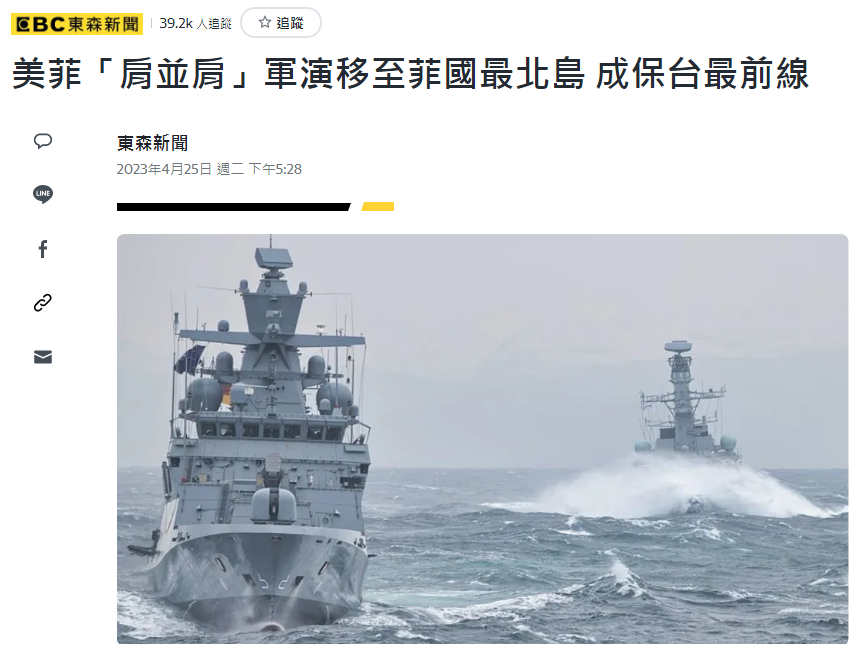 EBC東森新聞 39.2k 人追蹤 追蹤
美菲「肩並肩」軍演移至菲國最北島 成保台最前線
東森新聞
2023年4月25日 週二 下午5:28
LINE